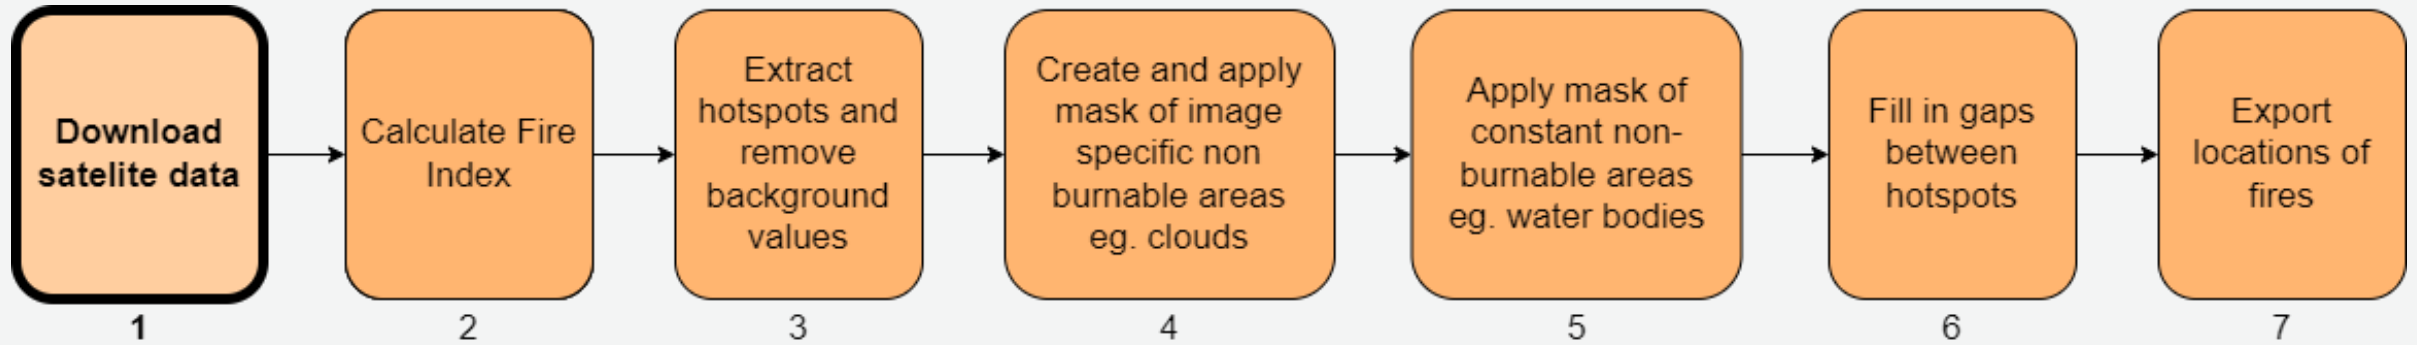 Download
satelite data
Calculate Fire
Index
Extract
hotspots and
remove
background
values
Create and apply
mask of image
specific non
burnable areas
eg. clouds
Apply mask of
constant non-
burnable areas
eg. water bodies
Fill in gaps
between
hotspots
Export
locations of
fires
1
2
3
4
5
6
7